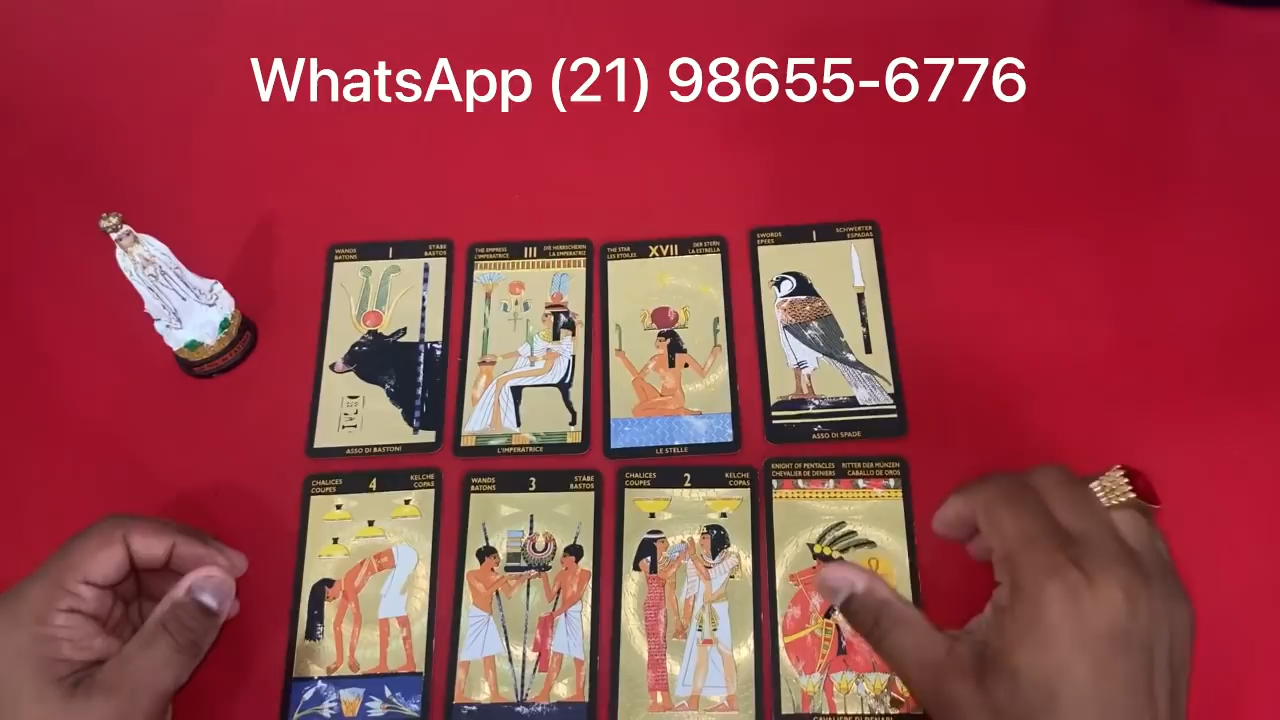 WhatsApp (21) 98655-6776
WANDS I STÄBE
BATONS BASTOS
ASSO DI BASTONI
THE EMPRESS III DIE HERRSCHERIN
L'IMPERATRICE LA EMPERATRIZ
L'IMPERATRICE
THE STAR XVII DER STERN
LES ETOILES LA ESTRELLA
LE STELLE
SWORDS I SCHWERTER
EPEES ESPADAS
ASSO DI SPADE
CHALICES 4 KELCHE
COUPES COPAS
WANDS 3 STÄBE
BATONS BASTOS
CHALICES 2 KELCHE
COUPES COPAS
KNIGHT OF PENTACLES RITTER DER MÜNZEN
CHEVALIER DE DENIERS CABALLO DE OROS
CAVALIERE DI DENARI